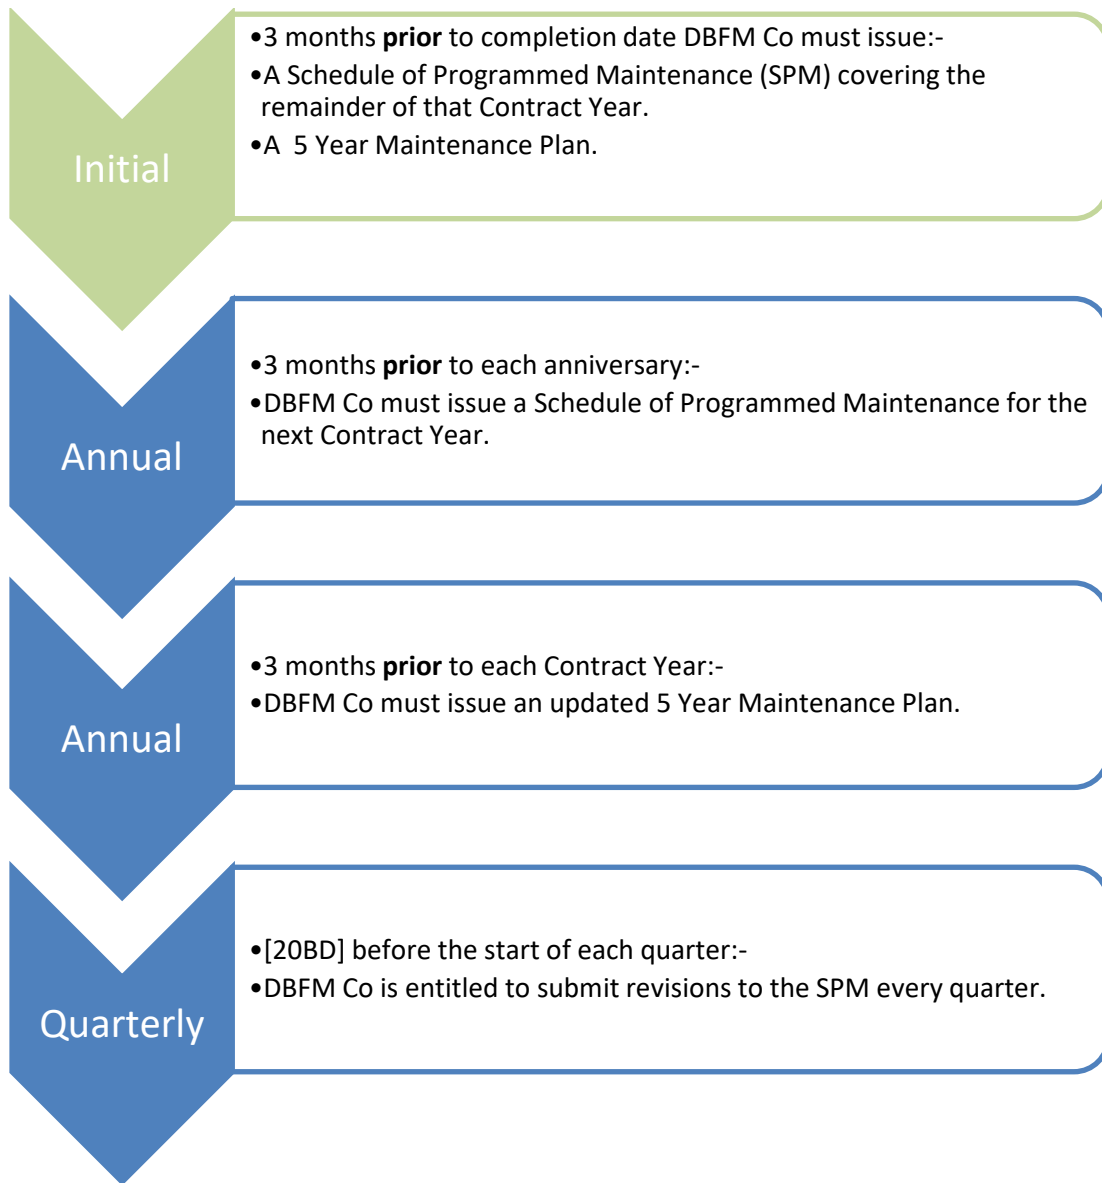 Initial
•3 months prior to completion date DBFM Co must issue:-
•A Schedule of Programmed Maintenance (SPM) covering the
remainder of that Contract Year.
•A  5 Year Maintenance Plan.
Annual
•3 months prior to each anniversary:-
•DBFM Co must issue a Schedule of Programmed Maintenance for the
next Contract Year.
Annual
•3 months prior to each Contract Year:-
•DBFM Co must issue an updated 5 Year Maintenance Plan.
Quarterly
•[20BD] before the start of each quarter:-
•DBFM Co is entitled to submit revisions to the SPM every quarter.